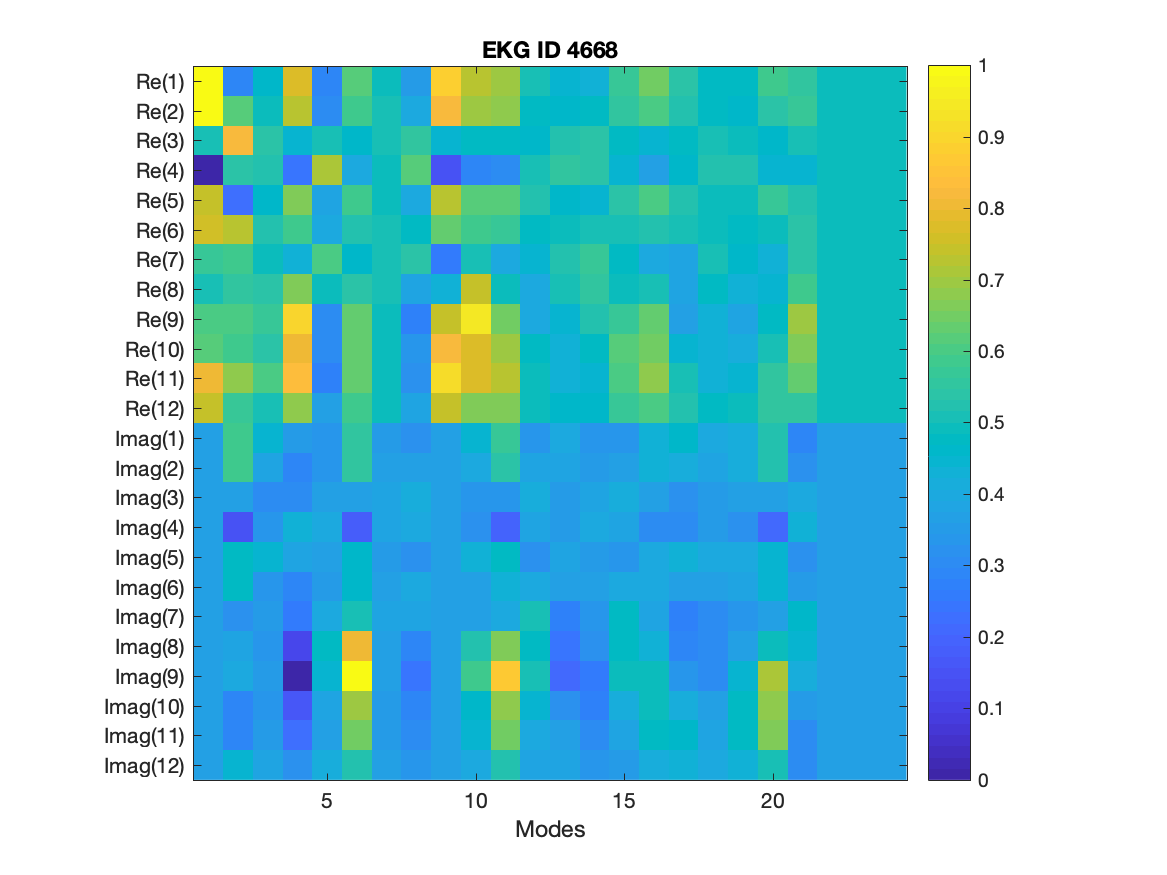 EKG ID 4668
Re(1)
Re(2)
Re(3)
Re(4)
Re(5)
Re(6)
Re(7)
Re(8)
Re(9)
Re(10)
Re(11)
Re(12)
Imag(1)
Imag(2)
Imag(3)
Imag(4)
Imag(5)
Imag(6)
Imag(7)
Imag(8)
Imag(9)
Imag(10)
Imag(11)
Imag(12)
5 10 15 20
Modes
1
0.9
0.8
0.7
0.6
0.5
0.4
0.3
0.2
0.1
0